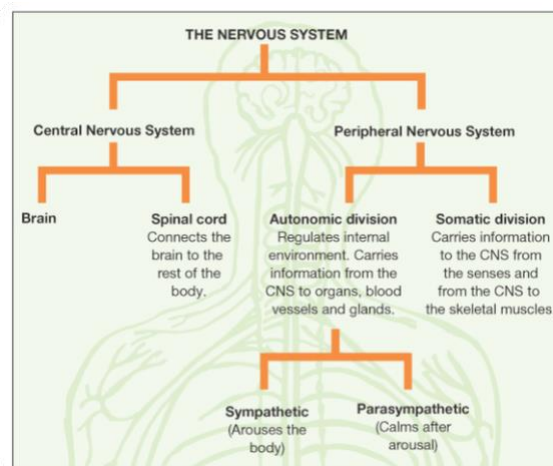 THE NERVOUS SYSTEM
Central Nervous System
Peripheral Nervous System
Brain
Spinal cord
Connects the
brain to the
rest of the
body.
Autonomic division
Regulates internal
environment. Carries
information from the
CNS to organs, blood
vessels and glands.
Somatic division
Carries information
to the CNS from
the senses and
from the CNS to
the skeletal muscles
Sympathetic
(Arouses the
body)
Parasympathetic
(Calms after
arousal)